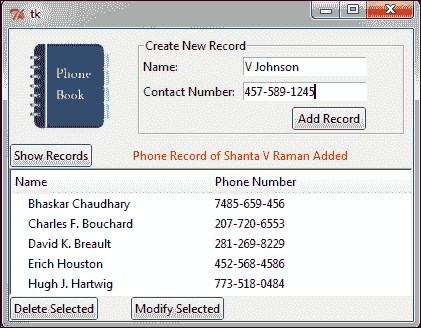 tk
Create New Record
Phone Book
Name: V Johnson
Contact Number: 457-589-1245
Add Record
Show Records
Phone Record of Shanta V Raman Added
Name Phone Number
Bhaskar Chaudhary 7485-659-456
Charles F. Bouchard 207-720-6553
David K. Breault 281-269-8229
Erich Houston 452-568-4586
Hugh J. Hartwig 773-518-0484
Delete Selected Modify Selected